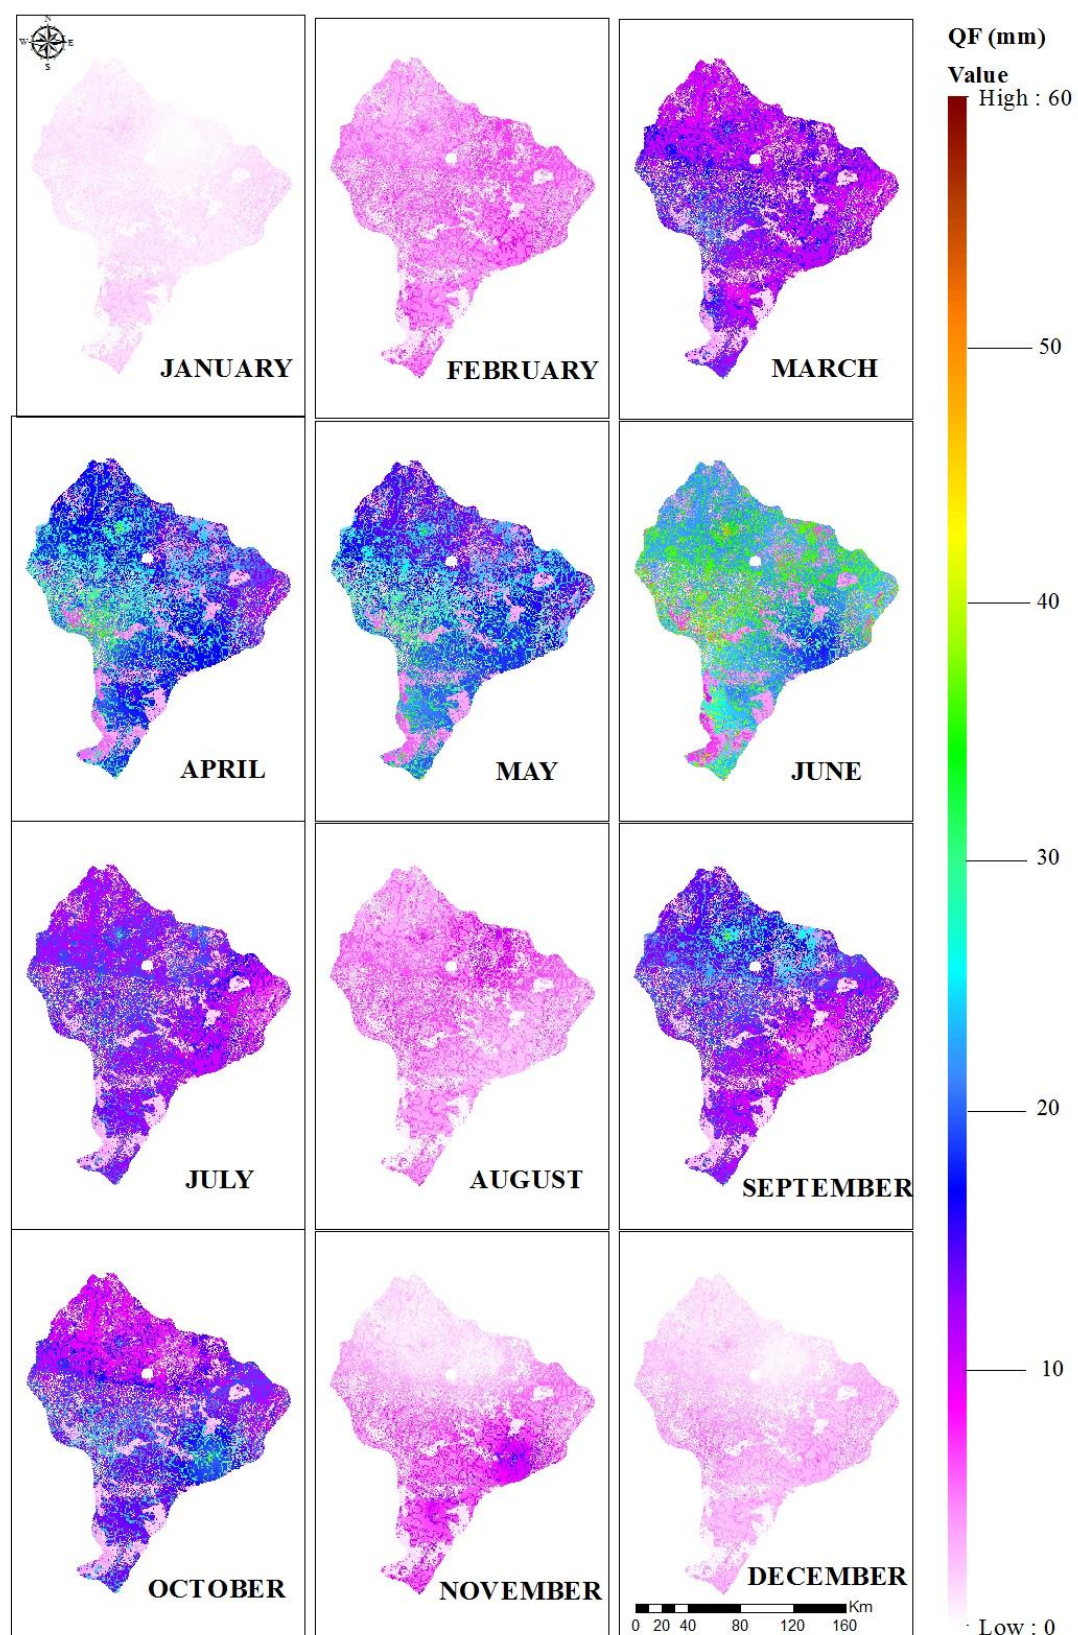 N
W E
S
QF (mm)
Value
High : 60
50
40
30
20
10
Low : 0
JANUARY
FEBRUARY
MARCH
APRIL
MAY
JUNE
JULY
AUGUST
SEPTEMBER
OCTOBER
NOVEMBER
DECEMBER
Km
0 20 40 80 120 160